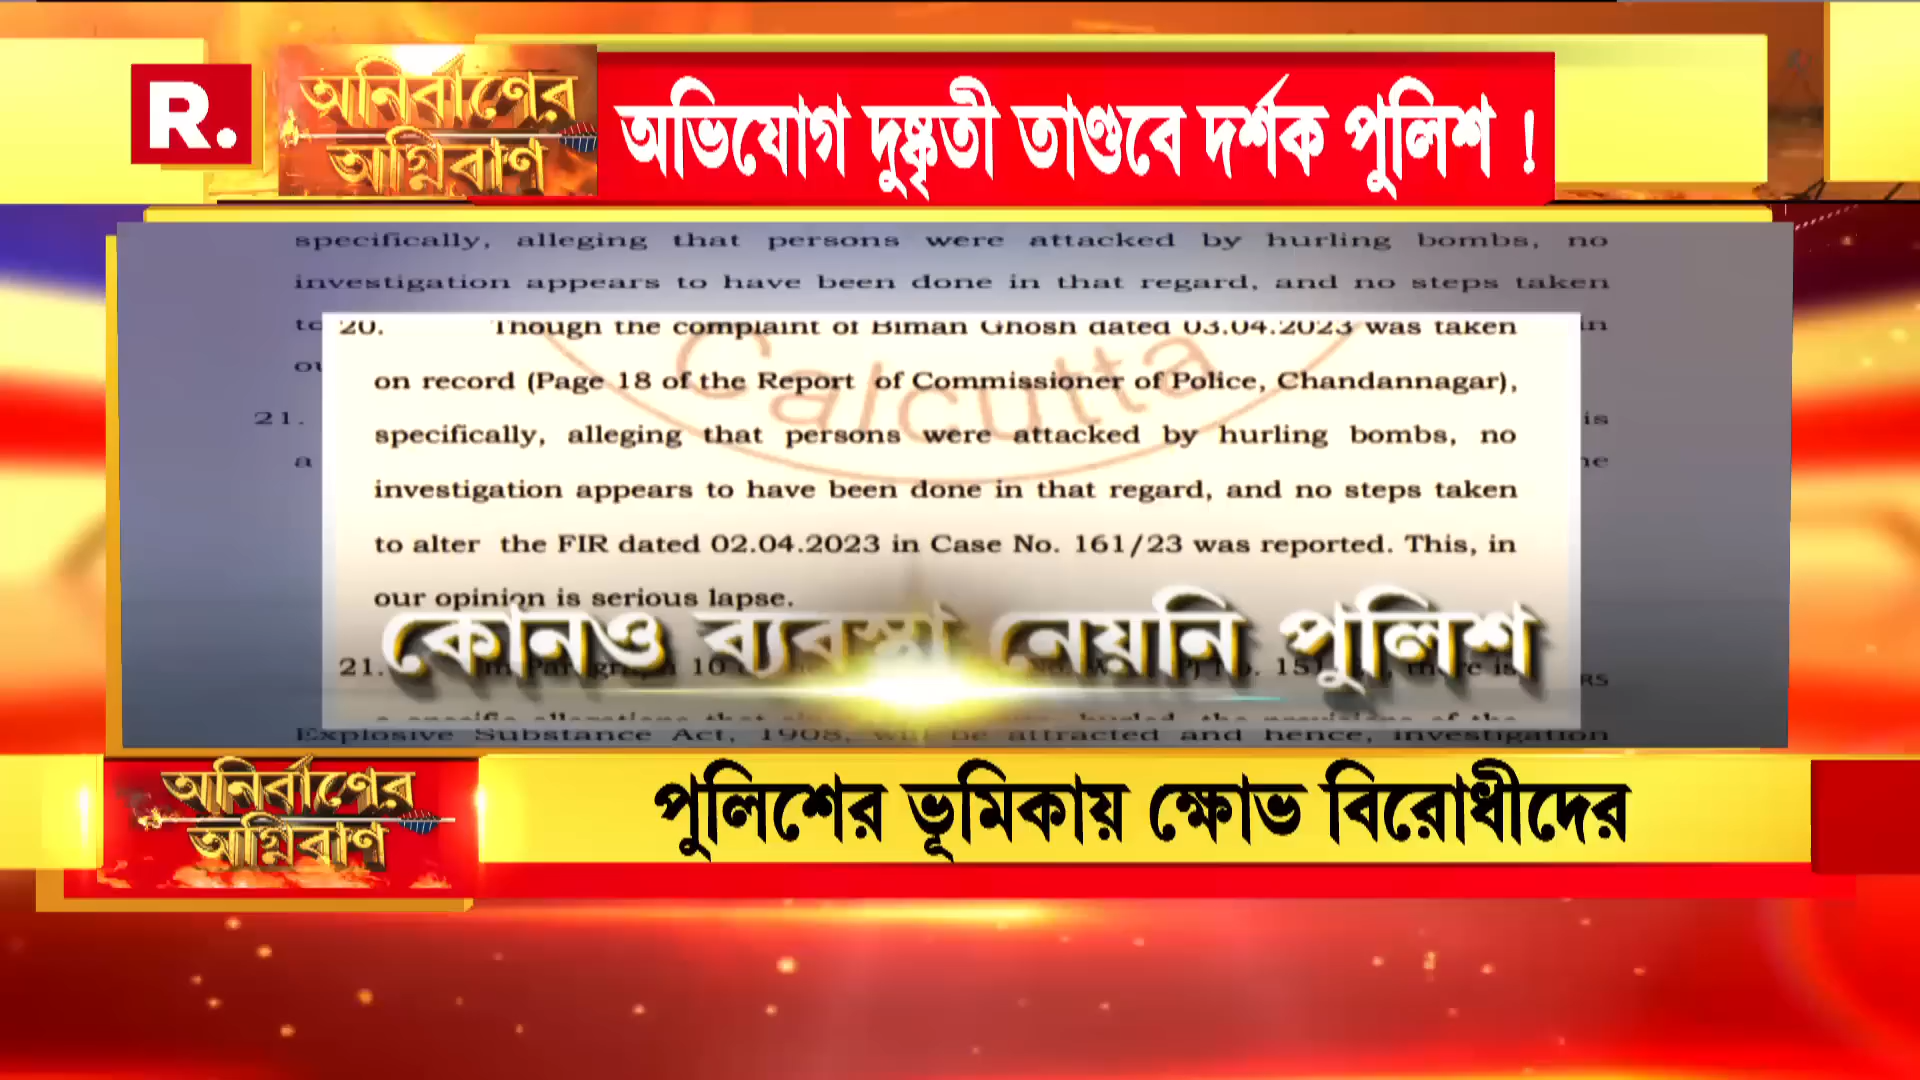 R.
অনির্বাণের
অগ্নিবাণ
অভিযোগ দুষ্কৃতী তাণ্ডবে দর্শক পুলিশ !
specifically, alleging that persons were attacked by hurling bombs, no
investigation appears to have been done in that regard, and no steps taken
in
21.
is
a
20. Though the complaint of Biman Ghosh dated 03.04.2023 was taken
on record (Page 18 of the Report of Commissioner of Police, Chandannagar),
specifically, alleging that persons were attacked by hurling bombs, no
investigation appears to have been done in that regard, and no steps taken
to alter the FIR dated 02.04.2023 in Case No. 161/23 was reported. This, in
our opinion is serious lapse.
Calcutta
কোনও ব্যবস্থা নেয়নি পুলিশ
21. 10
Explosive Substance Act, 1908, will be attracted and hence, investigation
অনির্বাণের
অগ্নিবাণ
পুলিশের ভূমিকায় ক্ষোভ বিরোধীদের